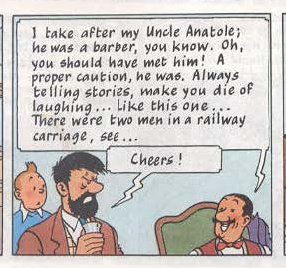 I take after my Uncle Anatole;
he was a barber, you know. Oh,
you should have met him! A
proper caution, he was. Always
telling stories, make you die of
laughing... Like this one...
There were two men in a railway
carriage, see...
Cheers!